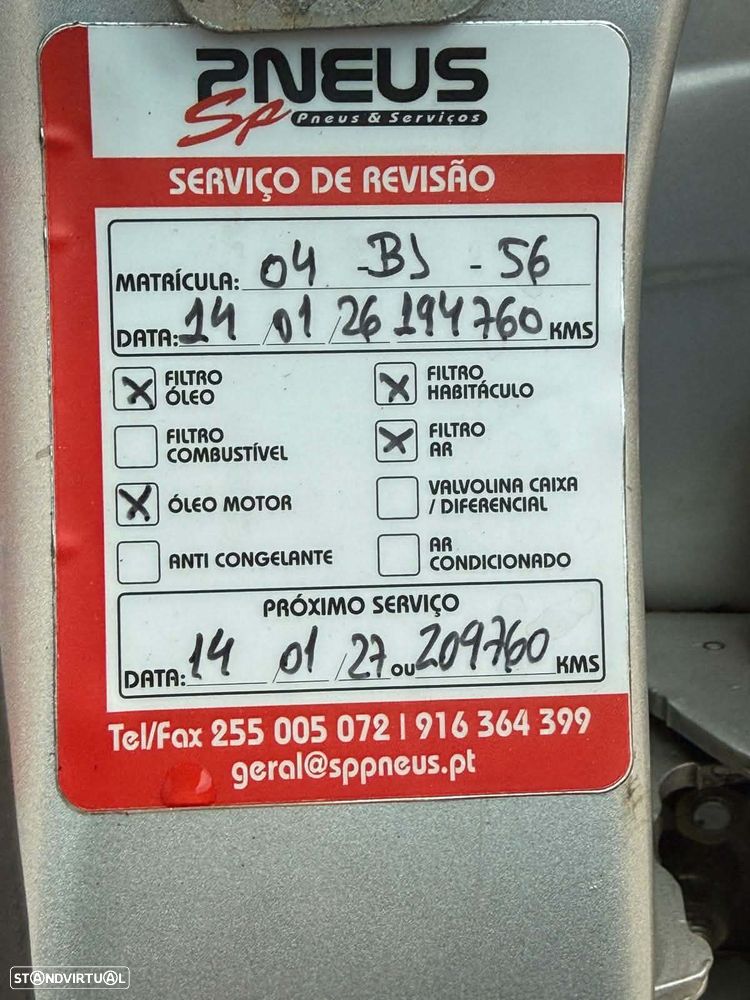 PNEUS
Sp Pneus & Serviços
SERVIÇO DE REVISÃO
MATRÍCULA: 04 - BJ - 56
DATA: 14 / 01 / 26 194760 KMS
X FILTRO ÓLEO
X FILTRO HABITÁCULO
FILTRO COMBUSTÍVEL
X FILTRO AR
X ÓLEO MOTOR
VALVOLINA CAIXA / DIFERENCIAL
ANTI CONGELANTE
AR CONDICIONADO
PRÓXIMO SERVIÇO
DATA: 14 / 01 / 27 ou 209760 KMS
Tel/Fax 255 005 072 | 916 364 399
geral@sppneus.pt
STANDVIRTUAL